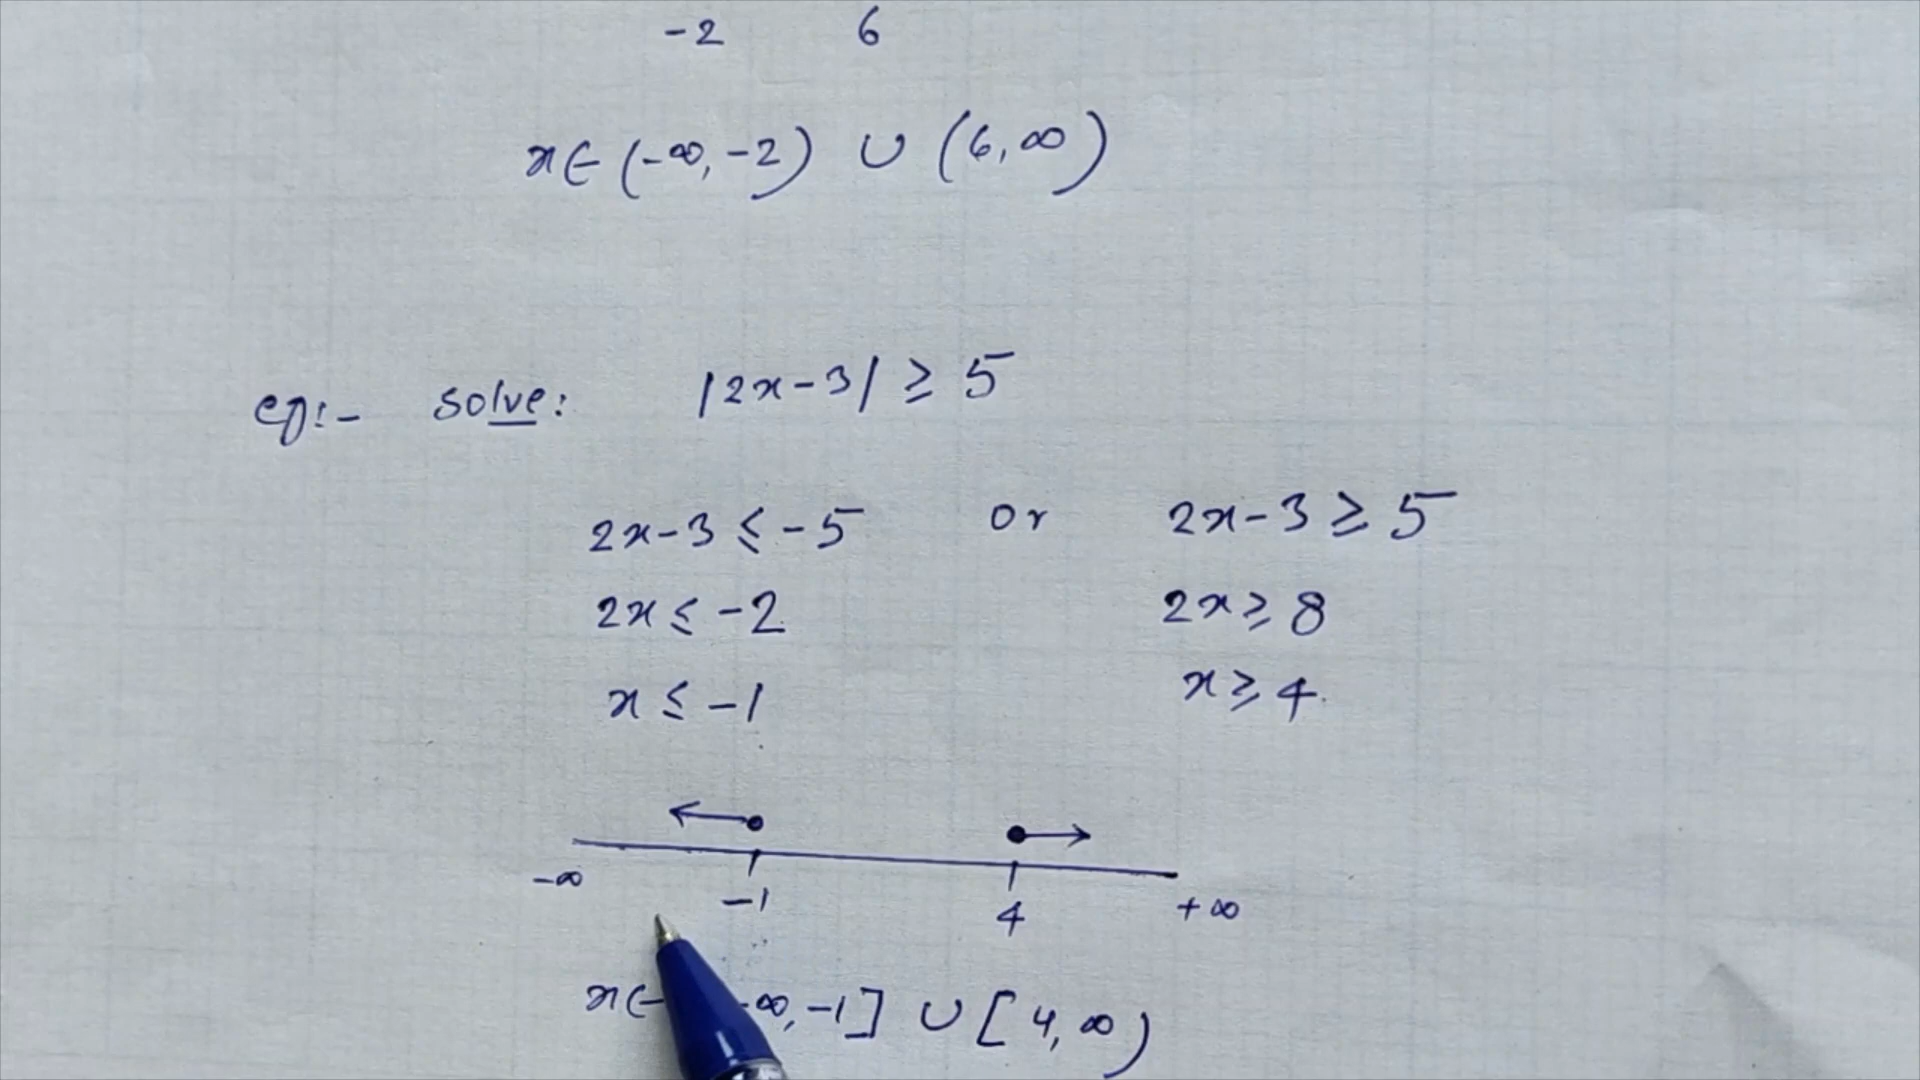 -2 6
x∈ (-∞, -2) ∪ (6, ∞)
eg:- solve: |2x-3| ≥ 5
2x-3 ≤ -5 or 2x-3 ≥ 5
2x ≤ -2 2x ≥ 8
x ≤ -1 x ≥ 4.
-∞ -1 4 +∞
x∈ -∞, -1] ∪ [4, ∞)